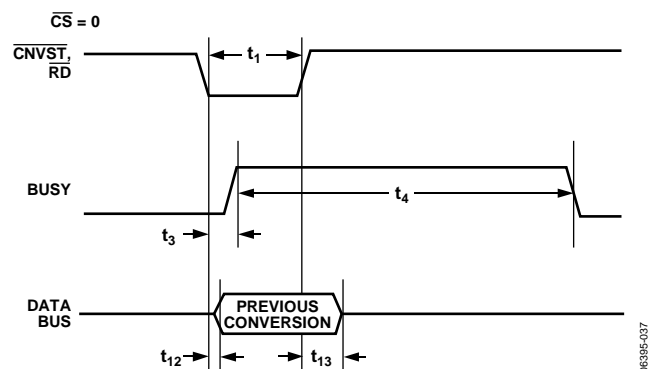 CS = 0
CNVST,
RD
t1
BUSY
t4
t3
DATA
BUS
PREVIOUS
CONVERSION
t12
t13
06395-037